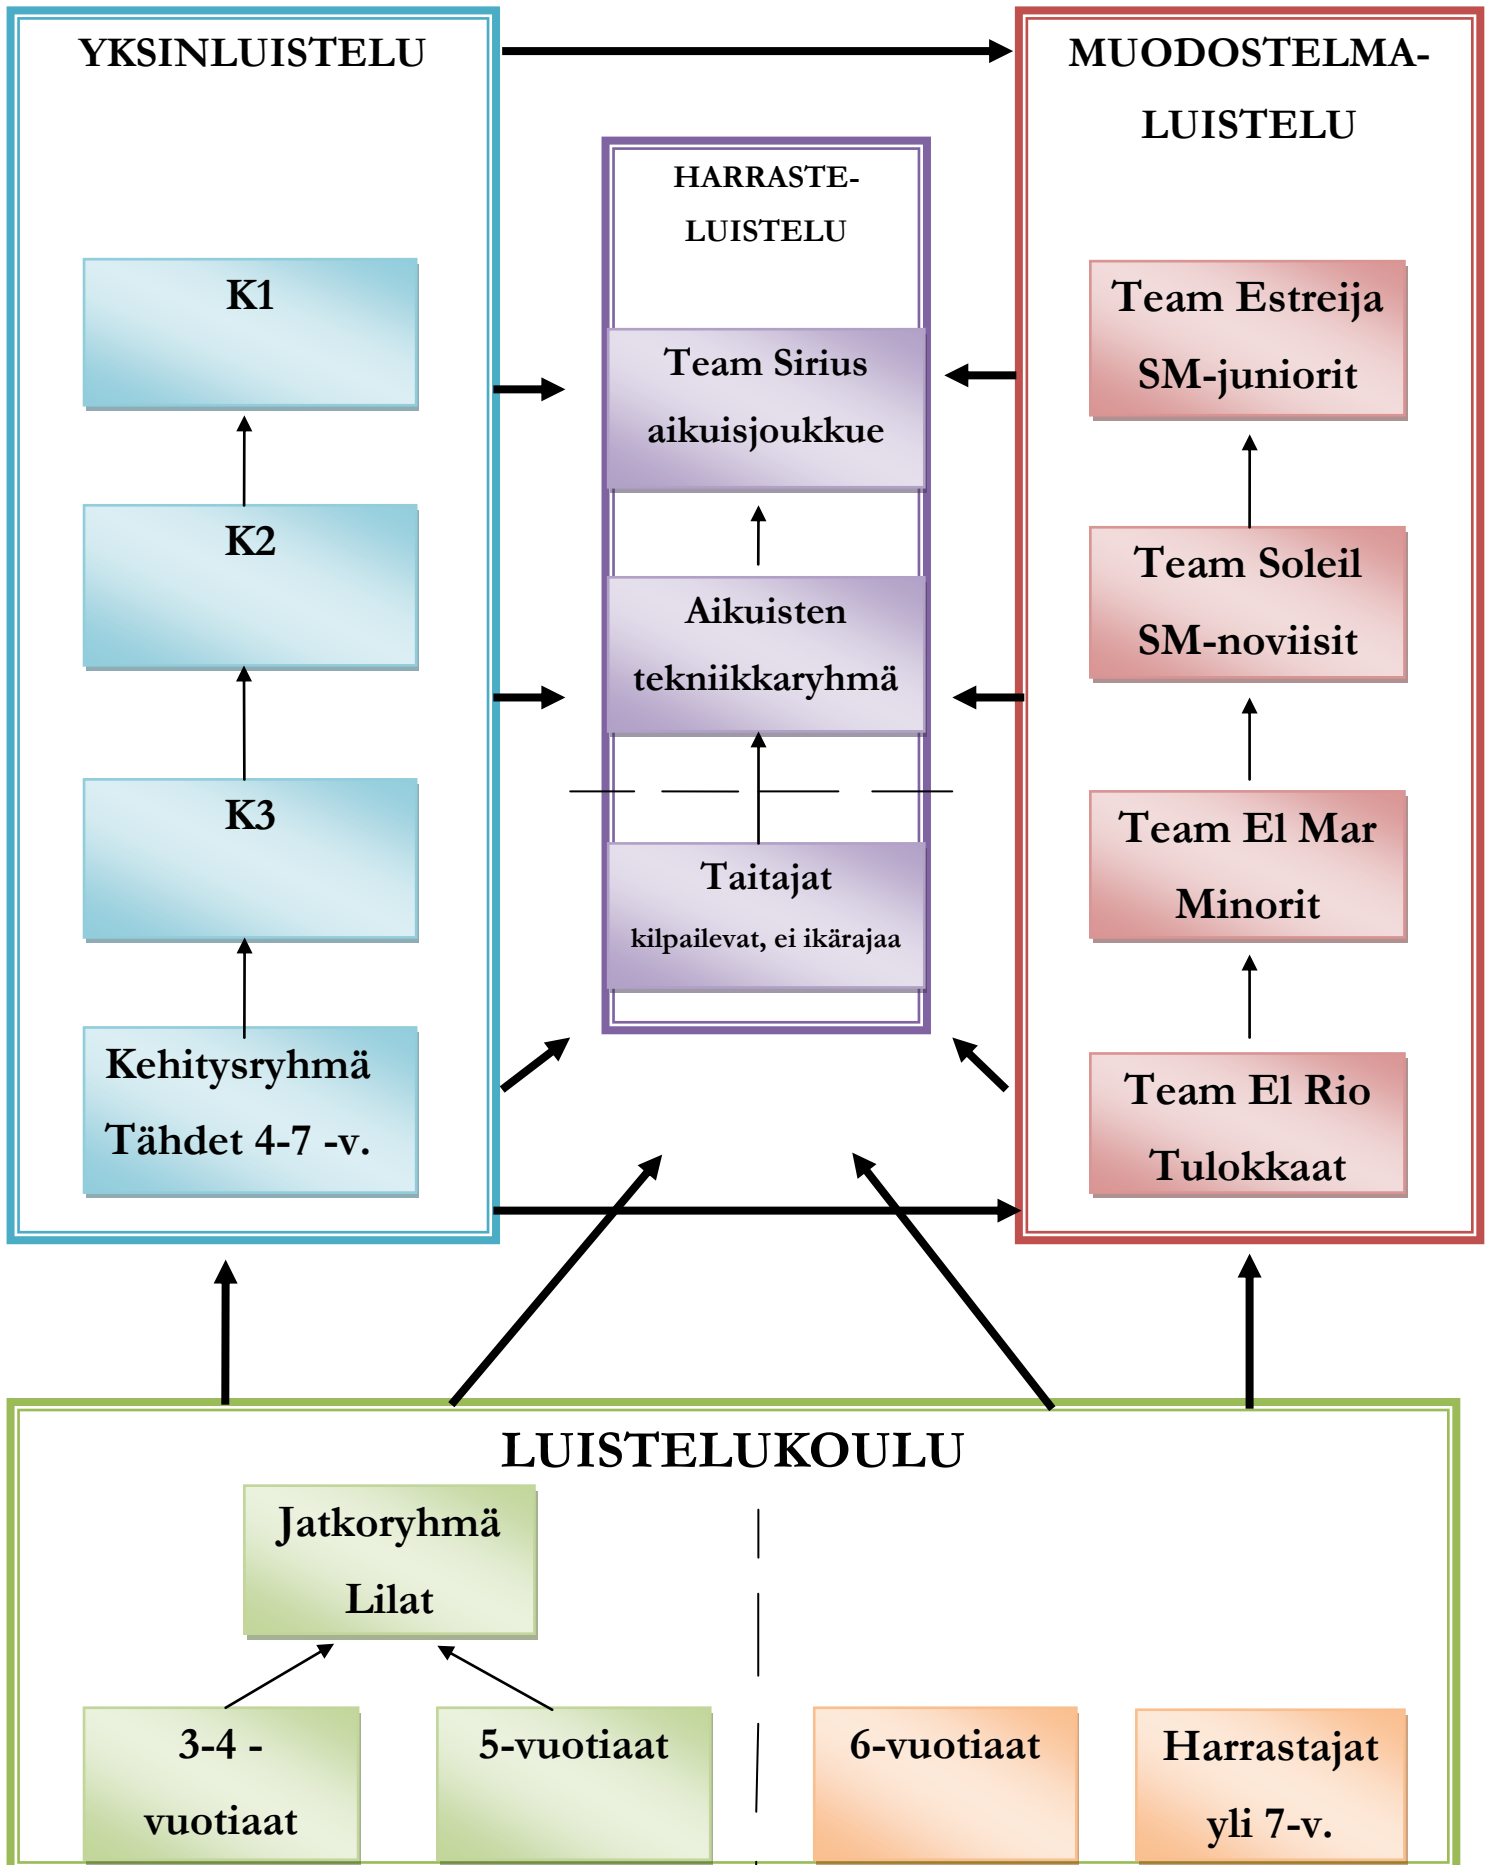 YKSINLUISTELU
K1
K2
K3
Kehitysryhmä
Tähdet 4-7 -v.
HARRASTE-
LUISTELU
Team Sirius
aikuisjoukkue
Aikuisten
tekniikkaryhmä
Taitajat
kilpailevat, ei ikärajaa
MUODOSTELMA-
LUISTELU
Team Estreija
SM-juniorit
Team Soleil
SM-noviisit
Team El Mar
Minorit
Team El Rio
Tulokkaat
LUISTELUKOULU
Jatkoryhmä
Lilat
3-4 -
vuotiaat
5-vuotiaat
6-vuotiaat
Harrastajat
yli 7-v.